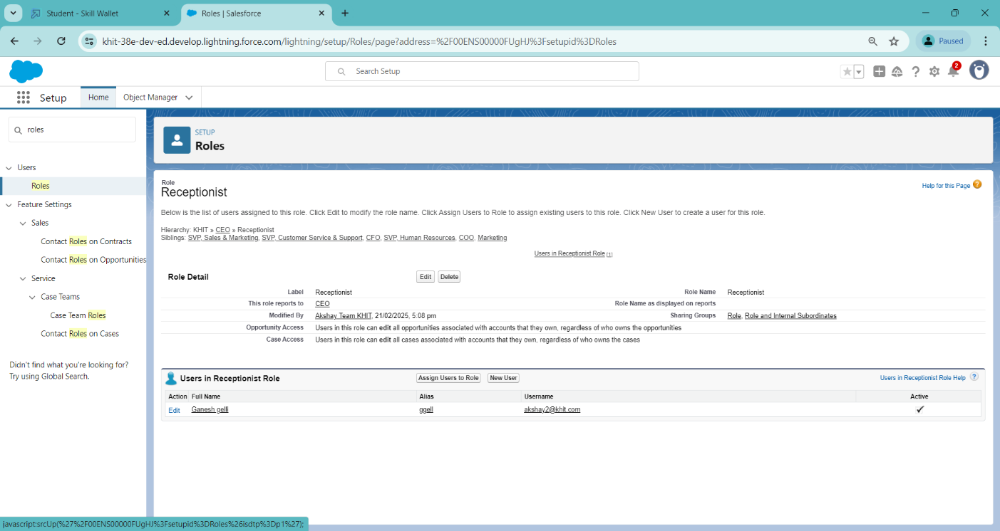 Student - Skill Wallet
Roles | Salesforce
khit-38e-dev-ed.develop.lightning.force.com/lightning/setup/Roles/page?address=%2F00ENS00000FUgHJ%3Fsetupid%3DRoles
Paused
Search Setup
2
Setup
Home
Object Manager
roles
Users
Roles
Feature Settings
Sales
Contact Roles on Contracts
Contact Roles on Opportunities
Service
Case Teams
Case Team Roles
Contact Roles on Cases
Didn't find what you're looking for?
Try using Global Search.
SETUP
Roles
Role
Receptionist
Help for this Page
Below is the list of users assigned to this role. Click Edit to modify the role name. Click Assign Users to Role to assign existing users to this role. Click New User to create a user for this role.
Hierarchy: KHIT » CEO » Receptionist
Siblings: SVP, Sales & Marketing, SVP, Customer Service & Support, CFO, SVP, Human Resources, COO, Marketing
Users in Receptionist Role [1]
Role Detail Edit Delete
Label Receptionist Role Name Receptionist
This role reports to CEO Role Name as displayed on reports
Modified By Akshay Team KHIT, 21/02/2025, 5:08 pm Sharing Groups Role, Role and Internal Subordinates
Opportunity Access Users in this role can edit all opportunities associated with accounts that they own, regardless of who owns the opportunities
Case Access Users in this role can edit all cases associated with accounts that they own, regardless of who owns the cases
Users in Receptionist Role Assign Users to Role New User Users in Receptionist Role Help ?
Action Full Name Alias Username Active
Edit Ganesh gelli ggell akshay2@khit.com
javascript:srcUp(%27%2F00ENS00000FUgHJ%3Fsetupid%3DRoles%26isdtp%3Dp1%27);